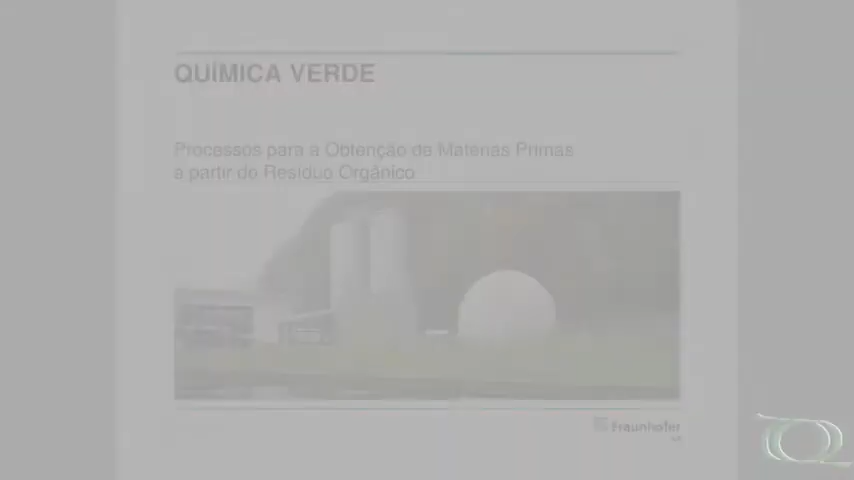 QUÍMICA VERDE
Processos para a Obtenção de Matérias Primas
a partir do Resíduo Orgânico
Fraunhofer